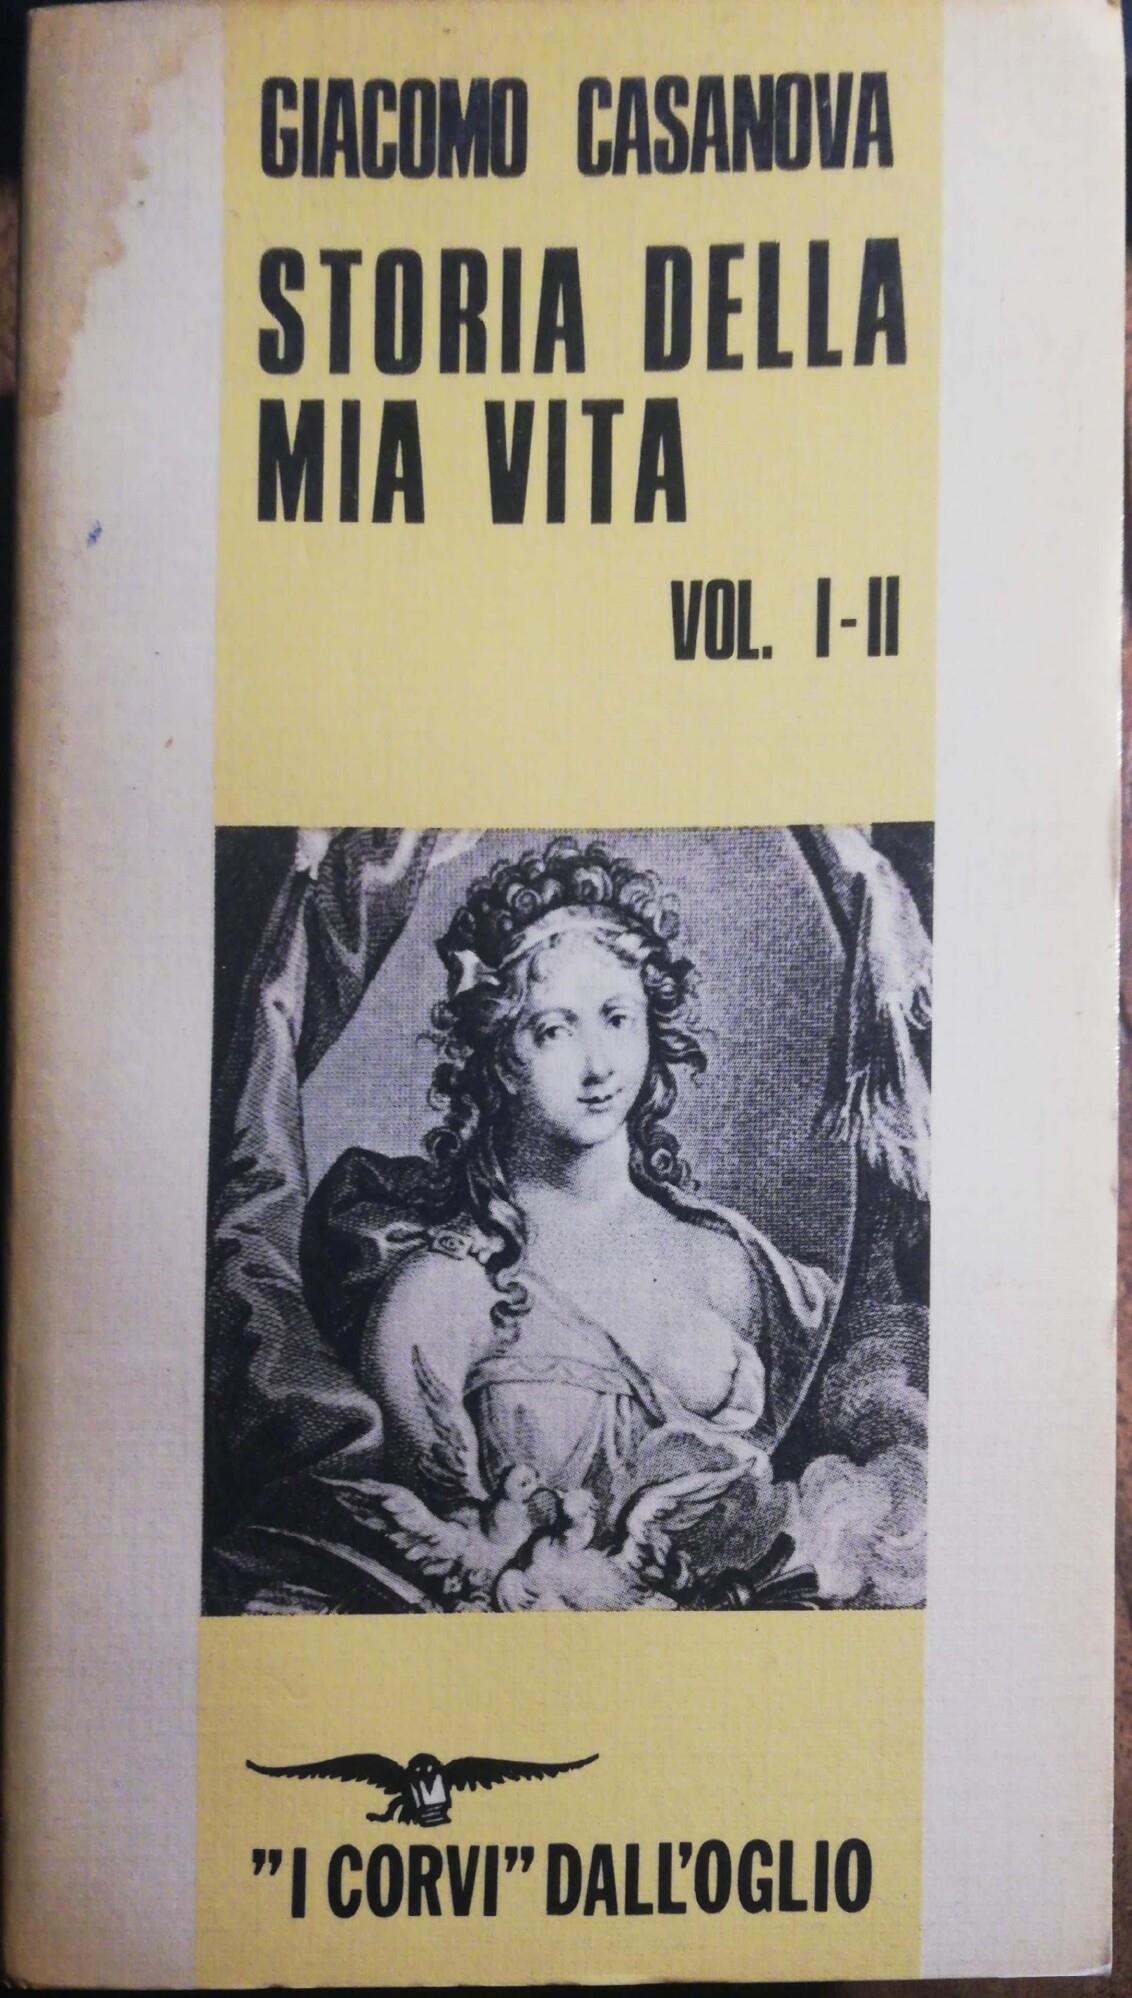 GIACOMO CASANOVA
STORIA DELLA
MIA VITA
VOL. I-II
"I CORVI" DALL'OGLIO